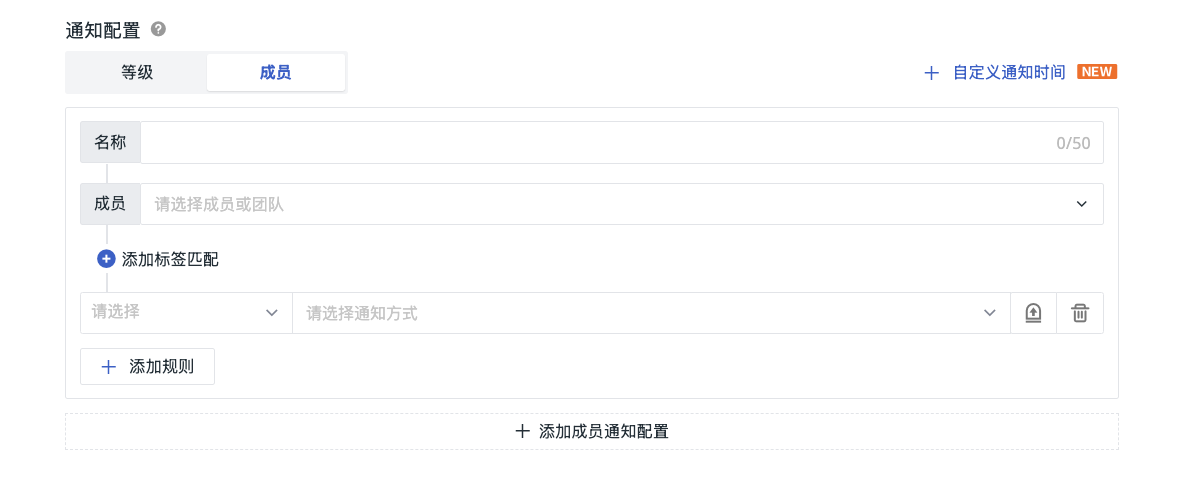 通知配置 ?
等级 成员 + 自定义通知时间 NEW
名称 0/50
成员 请选择成员或团队
添加标签匹配
请选择 请选择通知方式
+ 添加规则
+ 添加成员通知配置